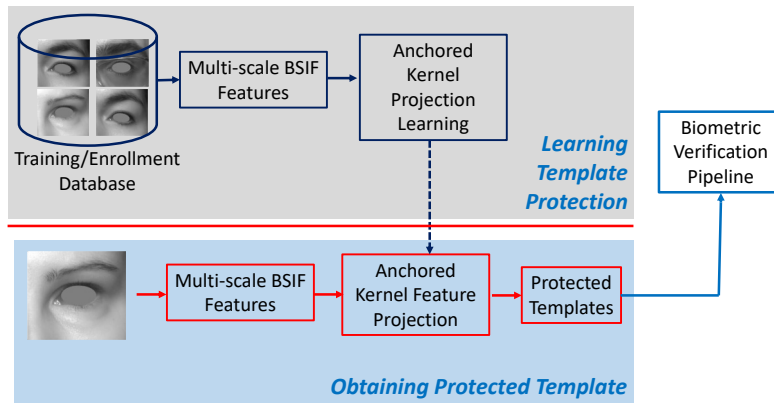 Training/Enrollment
Database
Multi-scale BSIF
Features
Anchored
Kernel
Projection
Learning
Learning
Template
Protection
Biometric
Verification
Pipeline
Multi-scale BSIF
Features
Anchored
Kernel Feature
Projection
Protected
Templates
Obtaining Protected Template